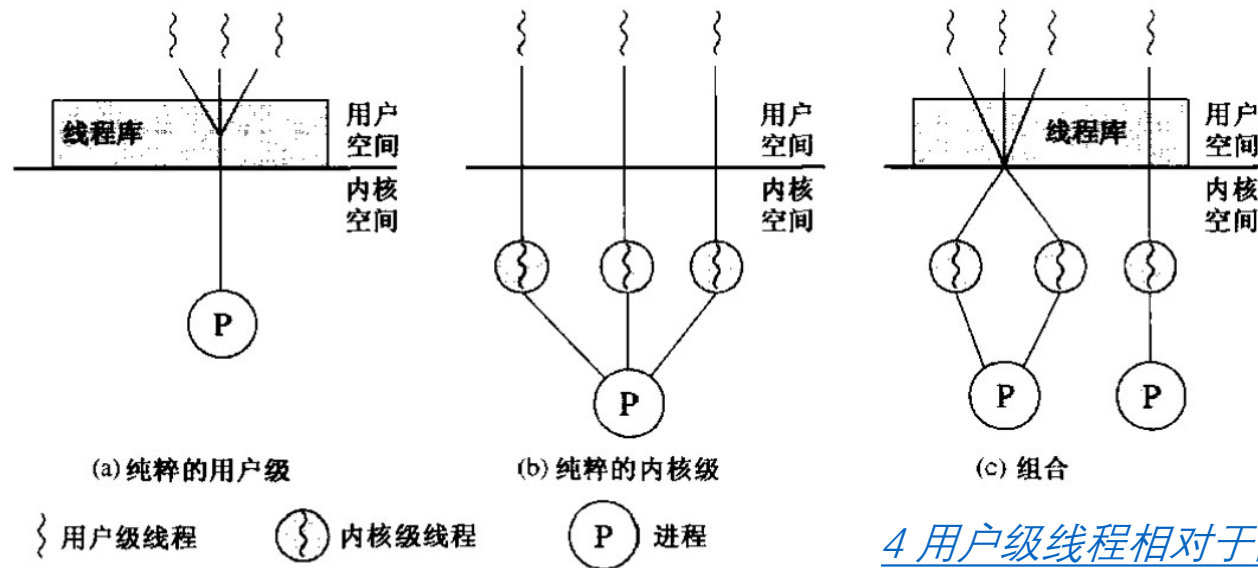 线程库
用户
空间
内核
空间
P
(a) 纯粹的用户级
用户
空间
内核
空间
P
(b) 纯粹的内核级
线程库
用户
空间
内核
空间
P
P
(c) 组合
用户级线程
内核级线程
P
进程
4 用户级线程相对于